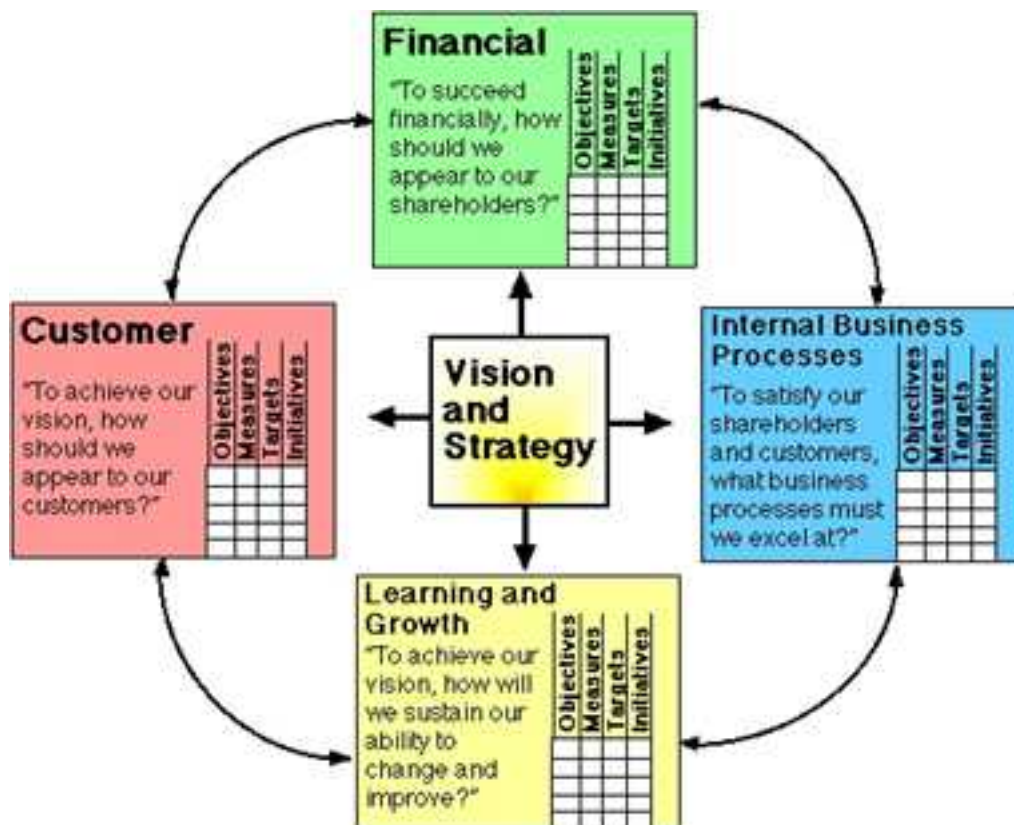 Financial
"To succeed
financially, how
should we
appear to our
shareholders?"
Objectives
Measures
Targets
Initiatives
Customer
"To achieve our
vision, how
should we
appear to our
customers?"
Objectives
Measures
Targets
Initiatives
Vision
and
Strategy
Internal Business
Processes
"To satisfy our
shareholders
and customers,
what business
processes must
we excel at?"
Objectives
Measures
Targets
Initiatives
Learning and
Growth
"To achieve our
vision, how will
we sustain our
ability to
change and
improve?"
Objectives
Measures
Targets
Initiatives